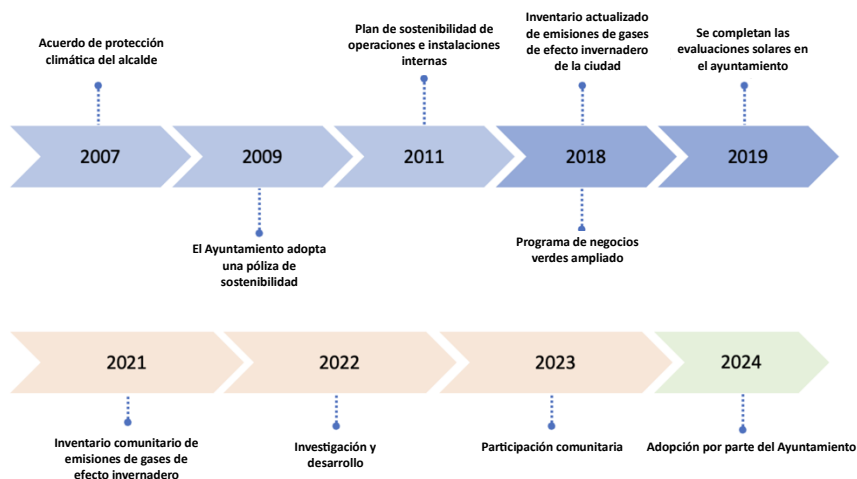 Acuerdo de protección
climática del alcalde
Plan de sostenibilidad de
operaciones e instalaciones
internas
Inventario actualizado
de emisiones de gases
de efecto invernadero
de la ciudad
Se completan las
evaluaciones solares en
el ayuntamiento
2007
2009
2011
2018
2019
El Ayuntamiento adopta
una póliza de
sostenibilidad
Programa de negocios
verdes ampliado
2021
2022
2023
2024
Inventario comunitario de
emisiones de gases de
efecto invernadero
Investigación y
desarrollo
Participación comunitaria
Adopción por parte del Ayuntamiento